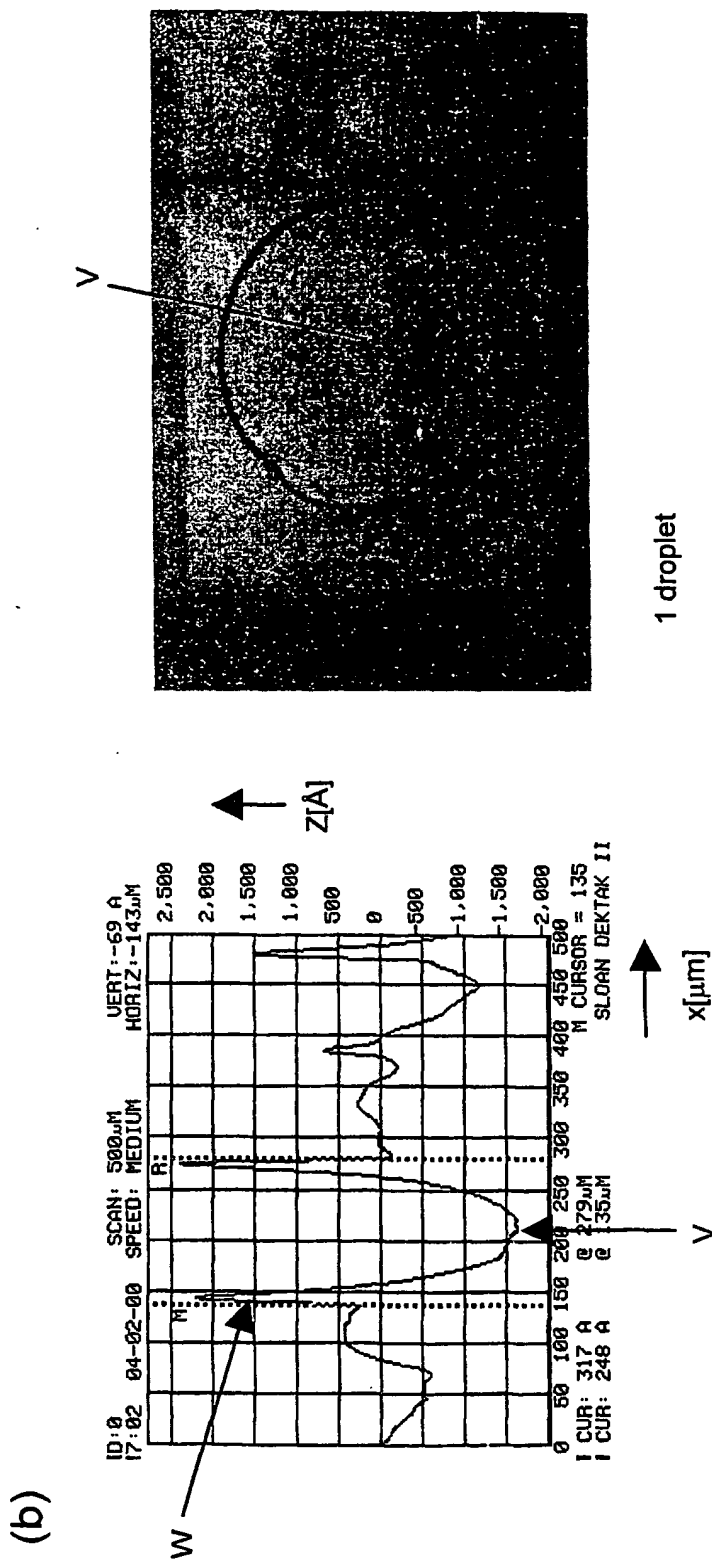 (b)
W
ID:0 SCAN: 500µM VERT:-69 A
17:02 04-02-00 SPEED: MEDIUM HORIZ:-143µM
M
R
2,500
2,000
1,500
1,000
500
0
-500
-1,000
-1,500
-2,000
0 50 100 150 200 250 300 350 400 450 500
CUR: 317 A @ 279µM M CURSOR = 135
CUR: 248 A @ 135µM SLOAN DEKTAK II
Z[Å]
x[µm]
V
V
1 droplet